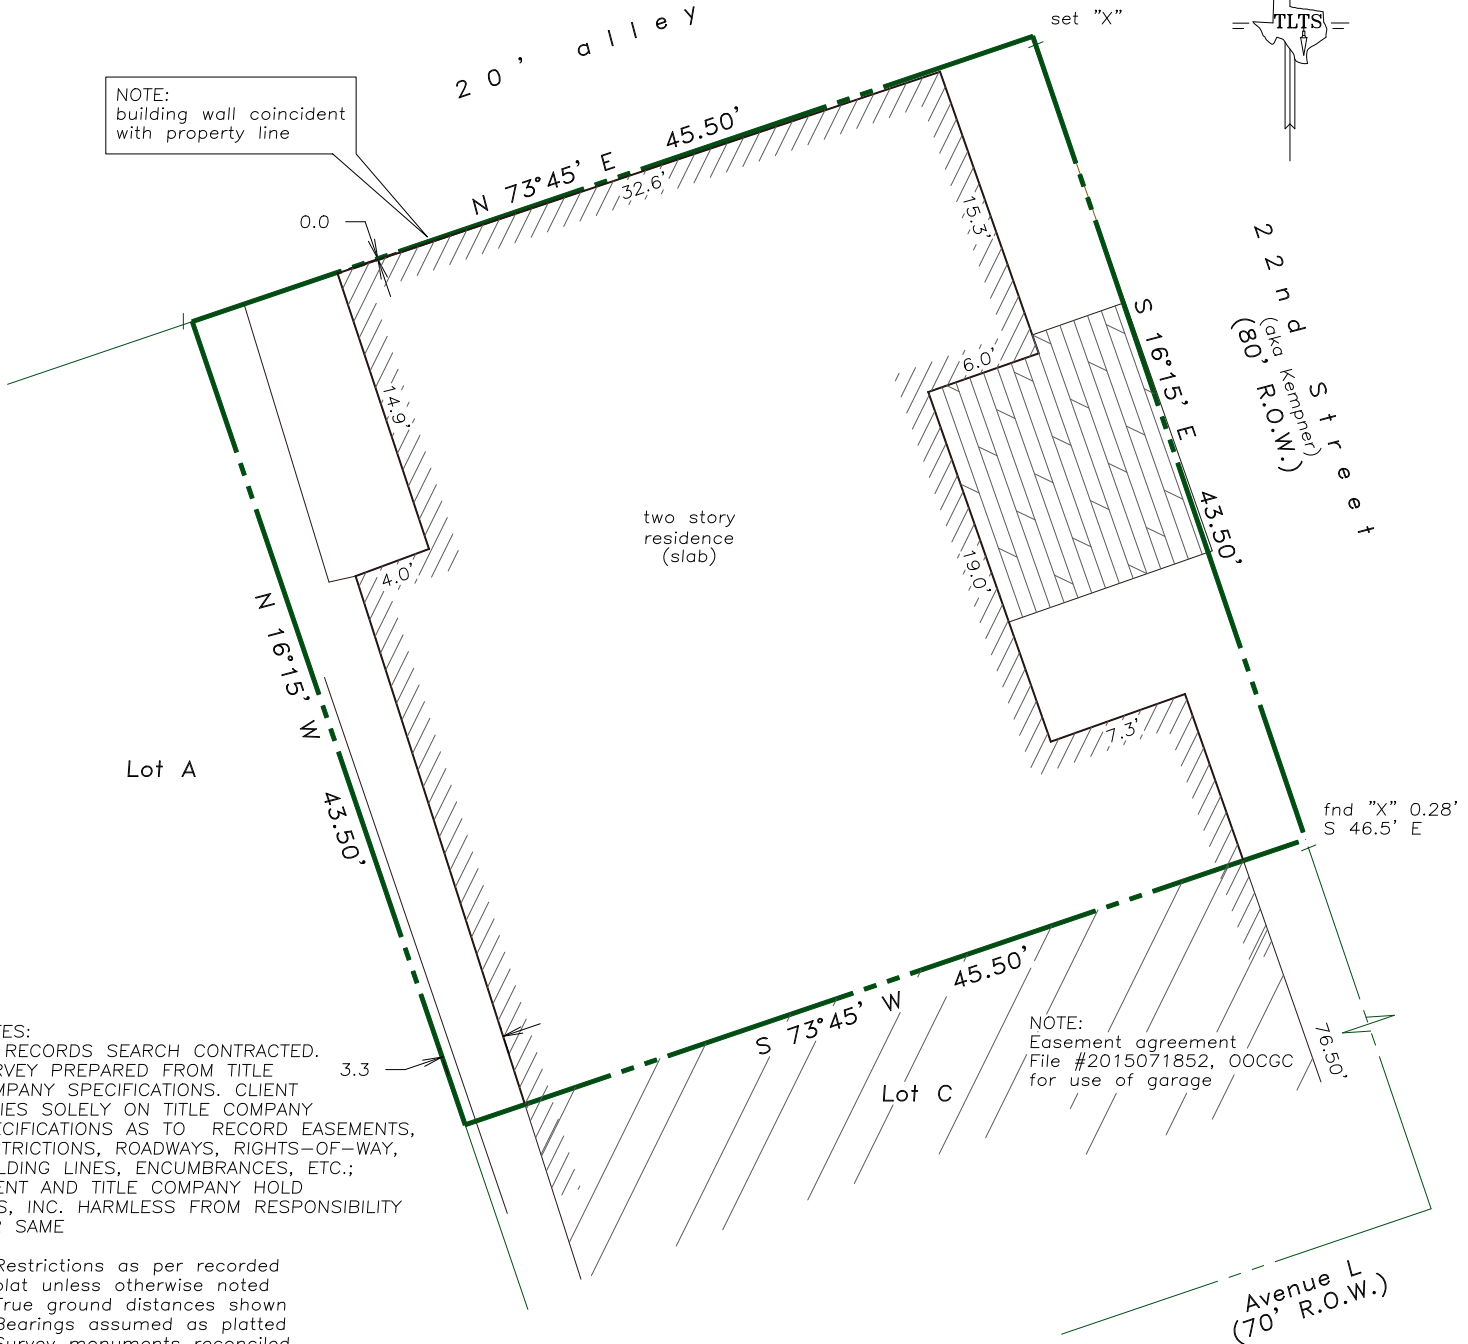 20' alley
set "X"
TLTS
NOTE:
building wall coincident
with property line
N 73°45' E 45.50'
32.6'
0.0
15.3'
22nd Street
(aka Kempner)
(80' R.O.W.)
S 16°15' E 43.50'
6.0'
14.9'
4.0'
two story
residence
(slab)
19.0'
7.3'
N 16°15' W 43.50'
Lot A
fnd "X" 0.28'
S 46.5' E
S 73°45' W 45.50'
NOTE:
Easement agreement
File #2015071852, OOCGC
for use of garage
76.50'
Lot C
3.3
TES:
RECORDS SEARCH CONTRACTED.
RVEY PREPARED FROM TITLE
MPANY SPECIFICATIONS. CLIENT
IES SOLELY ON TITLE COMPANY
ECIFICATIONS AS TO RECORD EASEMENTS,
TRICTIONS, ROADWAYS, RIGHTS-OF-WAY,
LDING LINES, ENCUMBRANCES, ETC.;
ENT AND TITLE COMPANY HOLD
S, INC. HARMLESS FROM RESPONSIBILITY
R SAME
Restrictions as per recorded
plat unless otherwise noted
True ground distances shown
Bearings assumed as platted
Survey monuments reconciled
Avenue L
(70' R.O.W.)